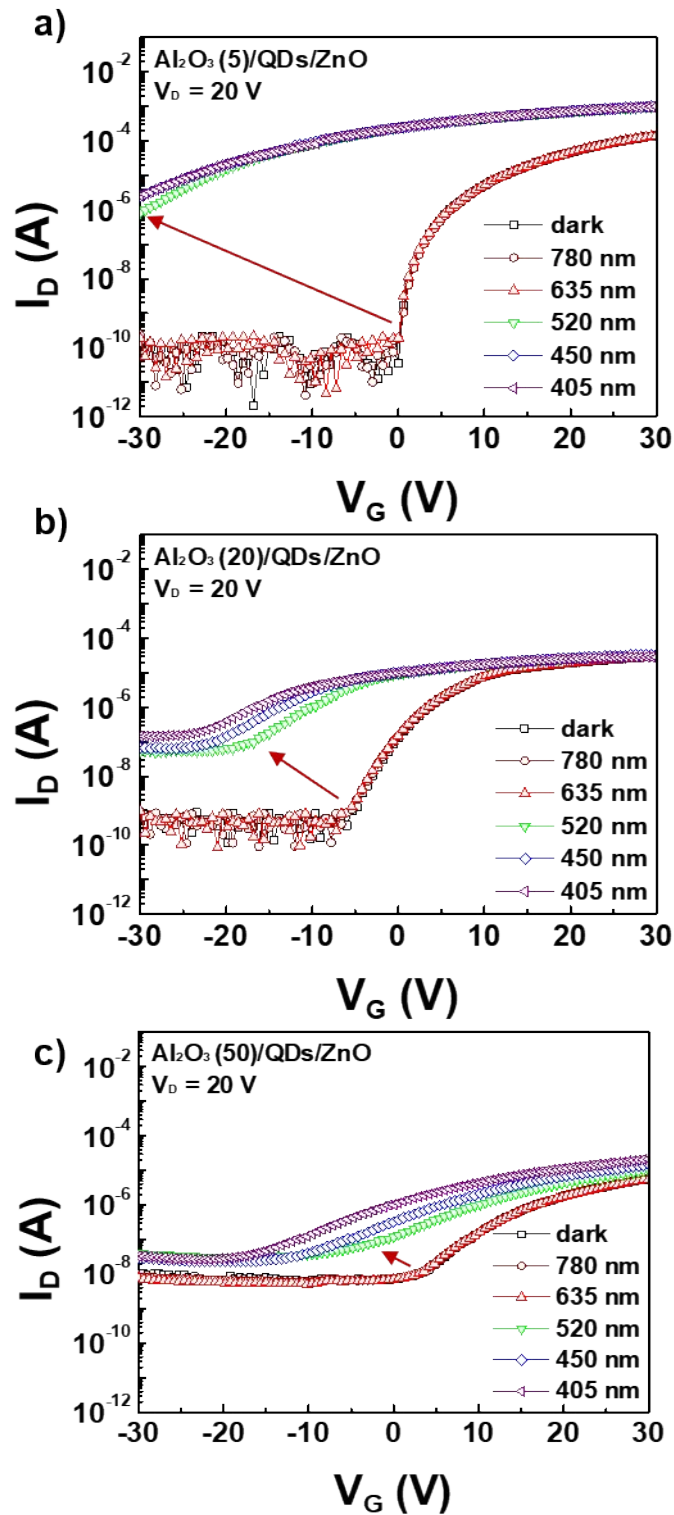 a)
Al₂O₃ (5)/QDs/ZnO
V_D = 20 V
I_D (A)
10⁻²
10⁻⁴
10⁻⁶
10⁻⁸
10⁻¹⁰
10⁻¹²
dark
780 nm
635 nm
520 nm
450 nm
405 nm
-30 -20 -10 0 10 20 30
V_G (V)
b)
Al₂O₃ (20)/QDs/ZnO
V_D = 20 V
I_D (A)
10⁻²
10⁻⁴
10⁻⁶
10⁻⁸
10⁻¹⁰
10⁻¹²
dark
780 nm
635 nm
520 nm
450 nm
405 nm
-30 -20 -10 0 10 20 30
V_G (V)
c)
Al₂O₃ (50)/QDs/ZnO
V_D = 20 V
I_D (A)
10⁻²
10⁻⁴
10⁻⁶
10⁻⁸
10⁻¹⁰
10⁻¹²
dark
780 nm
635 nm
520 nm
450 nm
405 nm
-30 -20 -10 0 10 20 30
V_G (V)